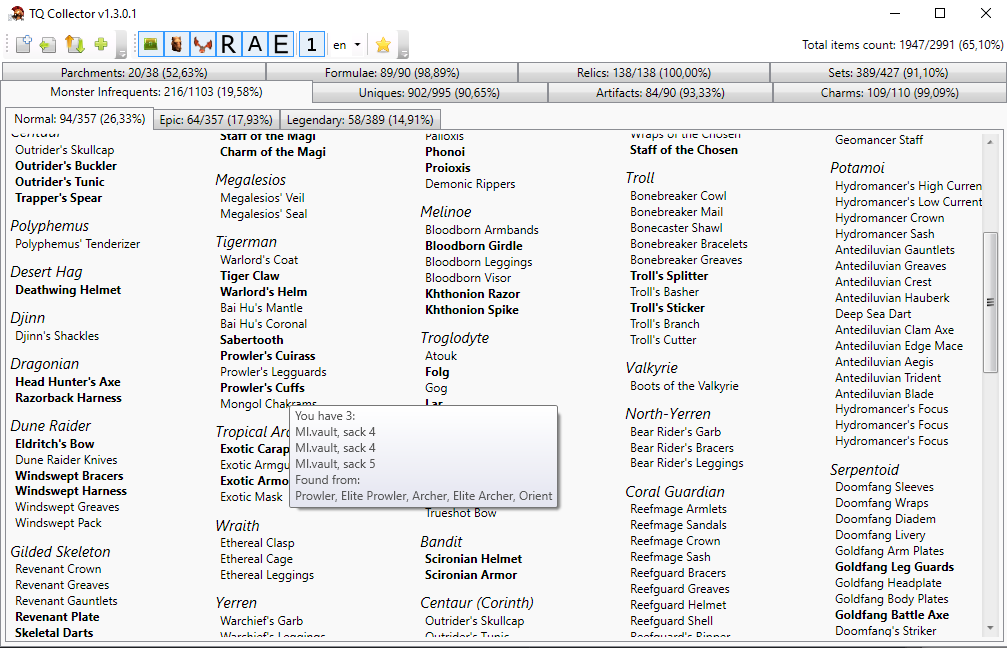 TQ Collector v1.3.0.1
R A E 1 en
Total items count: 1947/2991 (65,10%)
Parchments: 20/38 (52,63%)
Formulae: 89/90 (98,89%)
Relics: 138/138 (100,00%)
Sets: 389/427 (91,10%)
Monster Infrequents: 216/1103 (19,58%)
Uniques: 902/995 (90,65%)
Artifacts: 84/90 (93,33%)
Charms: 109/110 (99,09%)
Normal: 94/357 (26,33%)
Epic: 64/357 (17,93%)
Legendary: 58/389 (14,91%)
Centaur
Outrider's Skullcap
Outrider's Buckler
Outrider's Tunic
Trapper's Spear
Polyphemus
Polyphemus' Tenderizer
Desert Hag
Deathwing Helmet
Djinn
Djinn's Shackles
Dragonian
Head Hunter's Axe
Razorback Harness
Dune Raider
Eldritch's Bow
Dune Raider Knives
Windswept Bracers
Windswept Harness
Windswept Greaves
Windswept Pack
Gilded Skeleton
Revenant Crown
Revenant Greaves
Revenant Gauntlets
Revenant Plate
Skeletal Darts
Staff of the Magi
Charm of the Magi
Megalesios
Megalesios' Veil
Megalesios' Seal
Tigerman
Warlord's Coat
Tiger Claw
Warlord's Helm
Bai Hu's Mantle
Bai Hu's Coronal
Sabertooth
Prowler's Cuirass
Prowler's Legguards
Prowler's Cuffs
Mongol Chakrams
Tropical Ar
Exotic Carap
Exotic Armgu
Exotic Armo
Exotic Mask
Wraith
Ethereal Clasp
Ethereal Cage
Ethereal Leggings
Yerren
Warchief's Garb
Warchief's Leggings
You have 3:
MI.vault, sack 4
MI.vault, sack 4
MI.vault, sack 5
Found from:
Prowler, Elite Prowler, Archer, Elite Archer, Orient
Palloxis
Phonoi
Proioxis
Demonic Rippers
Melinoe
Bloodborn Armbands
Bloodborn Girdle
Bloodborn Leggings
Bloodborn Visor
Khthonion Razor
Khthonion Spike
Troglodyte
Atouk
Folg
Gog
Lar
Trueshot Bow
Bandit
Scironian Helmet
Scironian Armor
Centaur (Corinth)
Outrider's Skullcap
Outrider's Tunic
Wraps of the Chosen
Staff of the Chosen
Troll
Bonebreaker Cowl
Bonebreaker Mail
Bonecaster Shawl
Bonebreaker Bracelets
Bonebreaker Greaves
Troll's Splitter
Troll's Basher
Troll's Sticker
Troll's Branch
Troll's Cutter
Valkyrie
Boots of the Valkyrie
North-Yerren
Bear Rider's Garb
Bear Rider's Bracers
Bear Rider's Leggings
Coral Guardian
Reefmage Armlets
Reefmage Sandals
Reefmage Crown
Reefmage Sash
Reefguard Bracers
Reefguard Greaves
Reefguard Helmet
Reefguard Shell
Reefguard's Ripper
Geomancer Staff
Potamoi
Hydromancer's High Curren
Hydromancer's Low Current
Hydromancer Crown
Hydromancer Sash
Antediluvian Gauntlets
Antediluvian Greaves
Antediluvian Crest
Antediluvian Hauberk
Deep Sea Dart
Antediluvian Clam Axe
Antediluvian Edge Mace
Antediluvian Aegis
Antediluvian Trident
Antediluvian Blade
Hydromancer's Focus
Hydromancer's Focus
Hydromancer's Focus
Serpentoid
Doomfang Sleeves
Doomfang Wraps
Doomfang Diadem
Doomfang Livery
Goldfang Arm Plates
Goldfang Leg Guards
Goldfang Headplate
Goldfang Body Plates
Goldfang Battle Axe
Doomfang's Striker